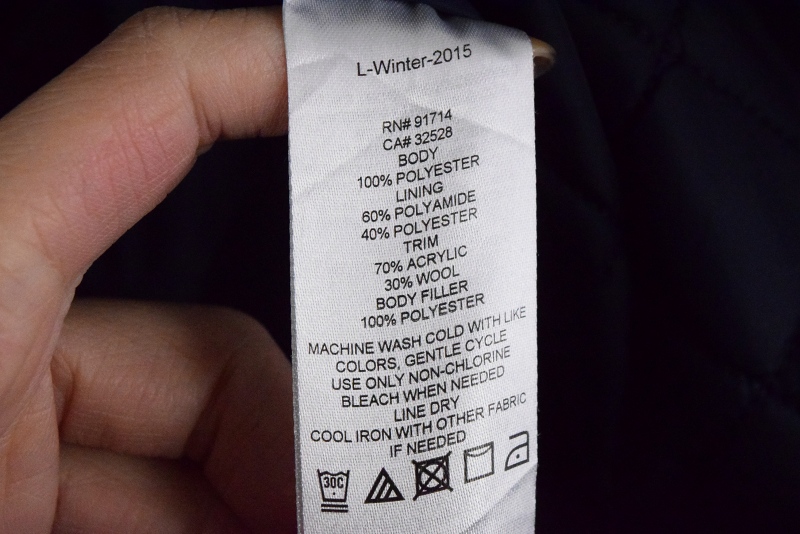 L-Winter-2015
RN# 91714
CA# 32528
BODY
100% POLYESTER
LINING
60% POLYAMIDE
40% POLYESTER
TRIM
70% ACRYLIC
30% WOOL
BODY FILLER
100% POLYESTER
MACHINE WASH COLD WITH LIKE
COLORS, GENTLE CYCLE
USE ONLY NON-CHLORINE
BLEACH WHEN NEEDED
LINE DRY
COOL IRON WITH OTHER FABRIC
IF NEEDED
30C